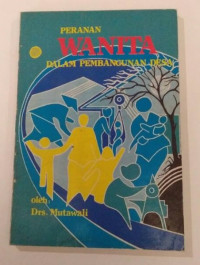 PERANAN
WANITA
DALAM PEMBANGUNAN DESA
oleh
Drs. Mutawali